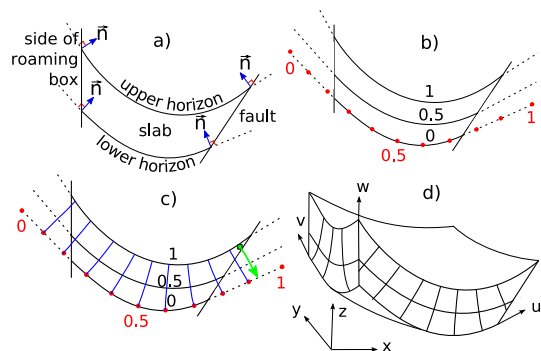 side of
roaming
box
n
a)
n
n
upper horizon
slab
n
fault
lower horizon
b)
0
1
0.5
0
1
0.5
c)
0
1
0.5
0
1
0.5
d)
w
v
u
z
y
x